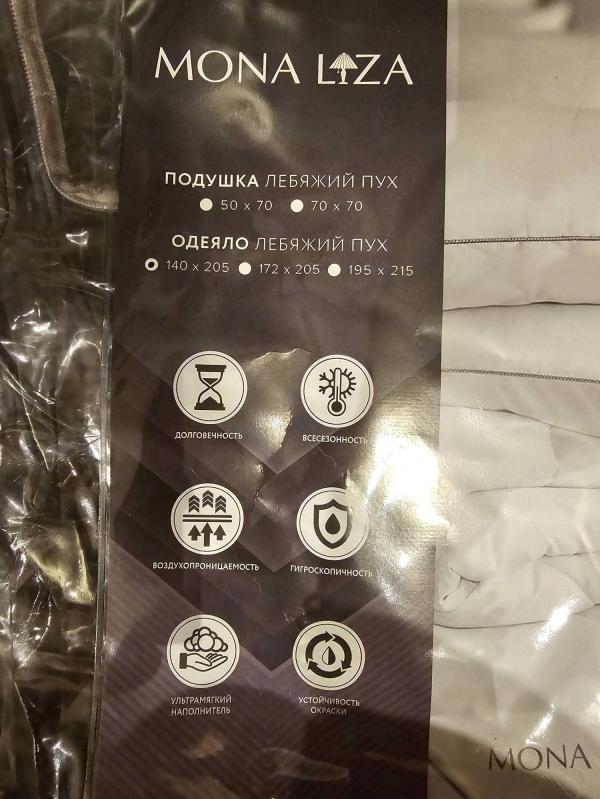 MONA LIZA
ПОДУШКА ЛЕБЯЖИЙ ПУХ
50 x 70 70 x 70
ОДЕЯЛО ЛЕБЯЖИЙ ПУХ
140 x 205 172 x 205 195 x 215
ДОЛГОВЕЧНОСТЬ ВСЕСЕЗОННОСТЬ
ВОЗДУХОПРОНИЦАЕМОСТЬ ГИГРОСКОПИЧНОСТЬ
УЛЬТРАМЯГКИЙ УСТОЙЧИВОСТЬ
НАПОЛНИТЕЛЬ ОКРАСКИ
MONA